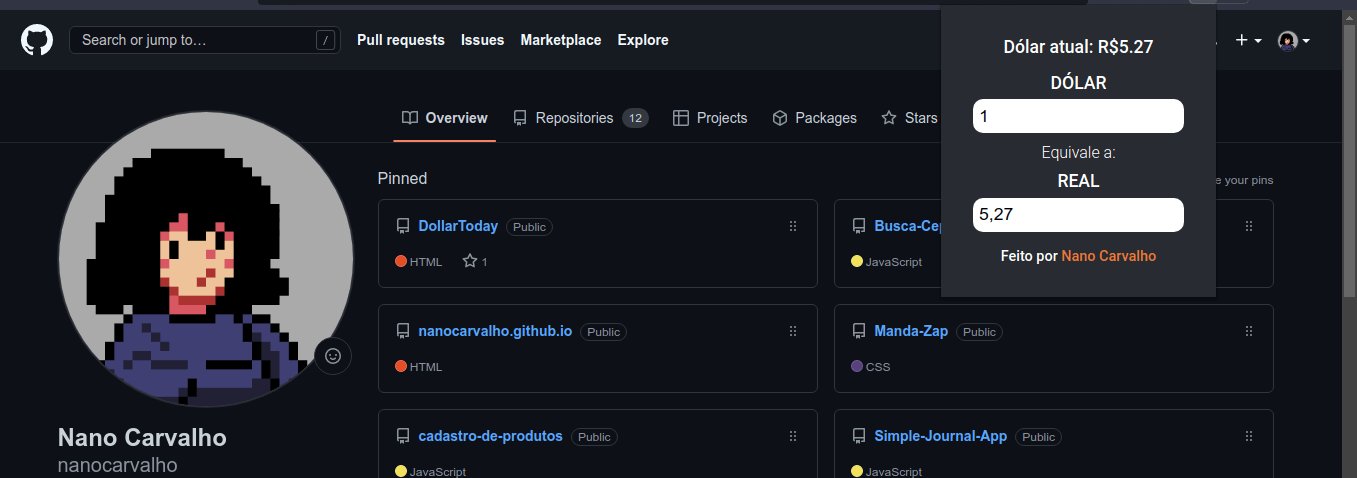 Search or jump to... / Pull requests Issues Marketplace Explore
Dólar atual: R$5.27
DÓLAR
1
Equivale a:
REAL
5,27
Feito por Nano Carvalho
Overview Repositories 12 Projects Packages Stars
Pinned
e your pins
DollarToday Public
HTML 1
Busca-Cep
JavaScript
nanocarvalho.github.io Public
HTML
Manda-Zap Public
CSS
cadastro-de-produtos Public
JavaScript
Simple-Journal-App Public
JavaScript
Nano Carvalho
nanocarvalho